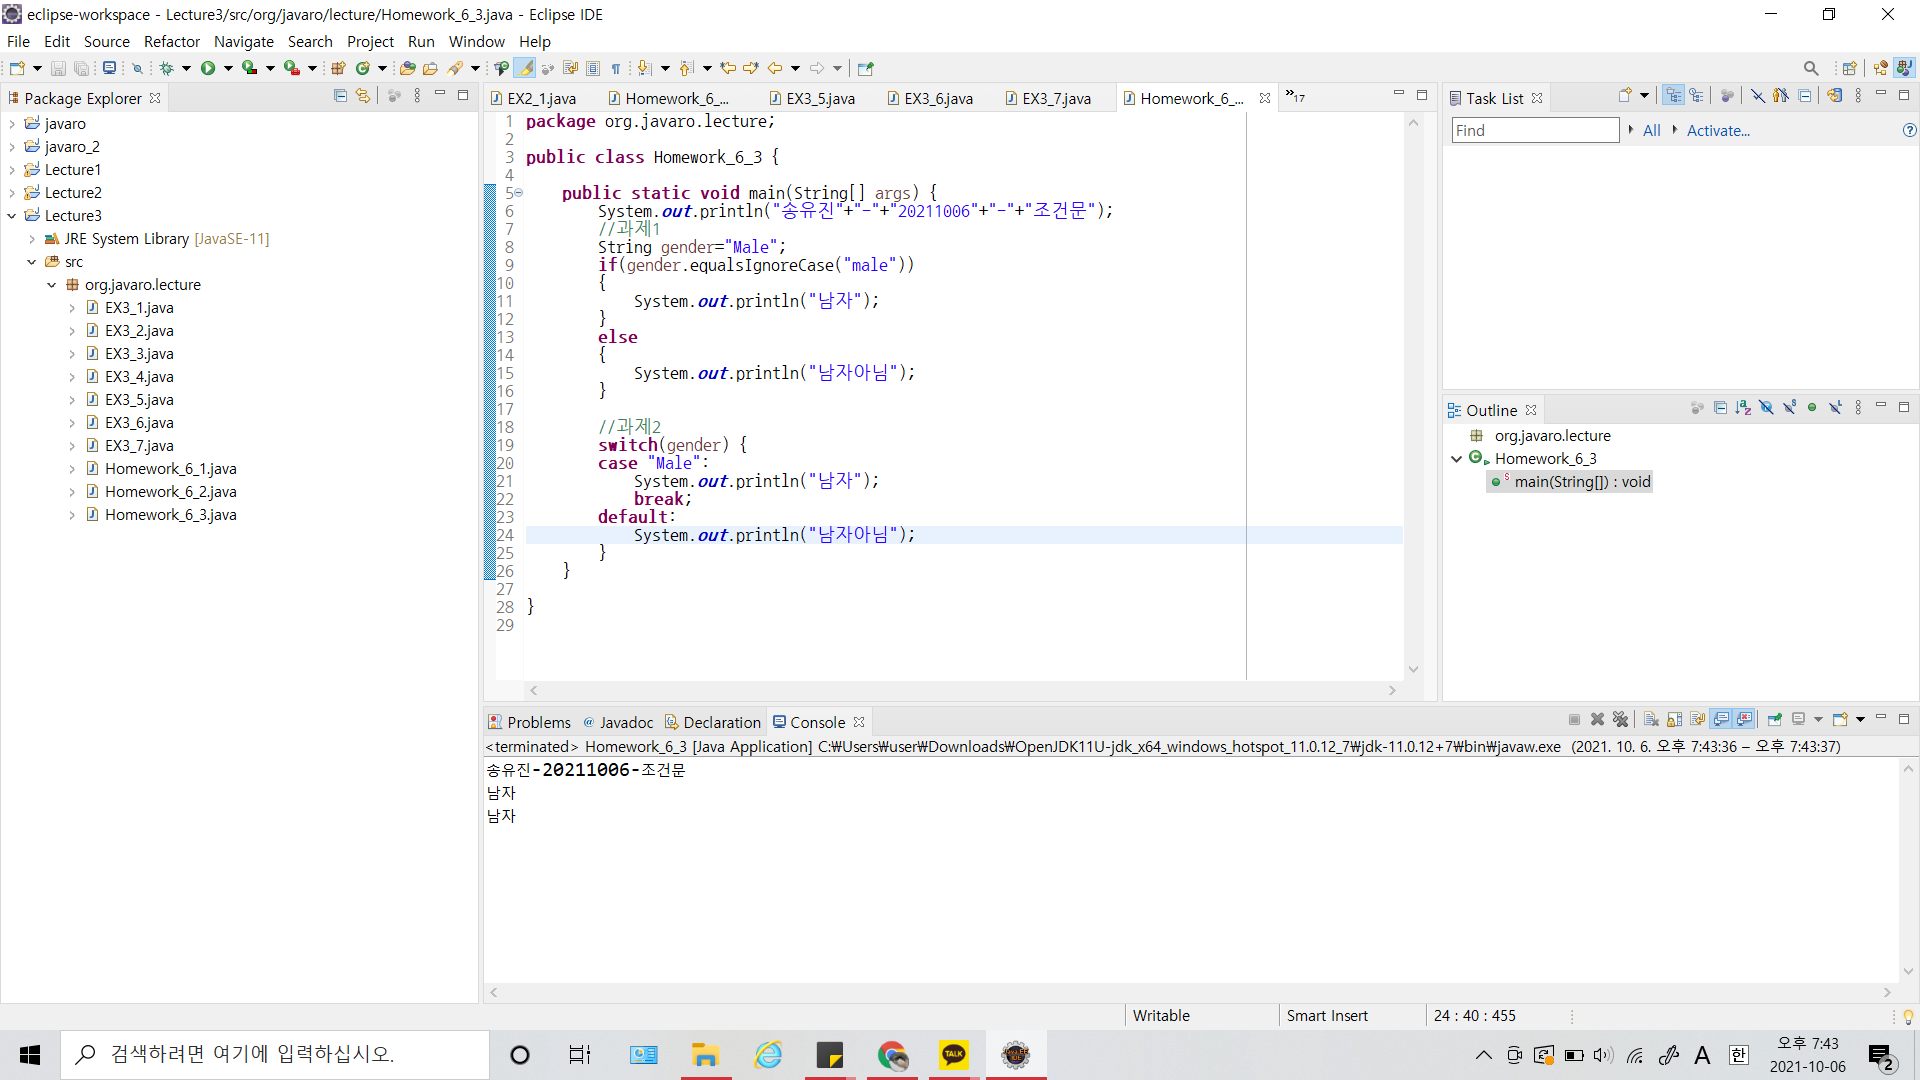 eclipse-workspace - Lecture3/src/org/javaro/lecture/Homework_6_3.java - Eclipse IDE
File Edit Source Refactor Navigate Search Project Run Window Help
Package Explorer
javaro
javaro_2
Lecture1
Lecture2
Lecture3
JRE System Library [JavaSE-11]
src
org.javaro.lecture
EX3_1.java
EX3_2.java
EX3_3.java
EX3_4.java
EX3_5.java
EX3_6.java
EX3_7.java
Homework_6_1.java
Homework_6_2.java
Homework_6_3.java
EX2_1.java Homework_6_... EX3_5.java EX3_6.java EX3_7.java Homework_6_... »17
1 package org.javaro.lecture;
2
3 public class Homework_6_3 {
4
5 public static void main(String[] args) {
6 System.out.println("송유진"+"-"+"20211006"+"-"+"조건문");
7 //과제1
8 String gender="Male";
9 if(gender.equalsIgnoreCase("male"))
10 {
11 System.out.println("남자");
12 }
13 else
14 {
15 System.out.println("남자아님");
16 }
17
18 //과제2
19 switch(gender) {
20 case "Male":
21 System.out.println("남자");
22 break;
23 default:
24 System.out.println("남자아님");
25 }
26 }
27
28 }
29
Task List
Find All Activate...
Outline
org.javaro.lecture
Homework_6_3
main(String[]) : void
Problems @ Javadoc Declaration Console
<terminated> Homework_6_3 [Java Application] C:₩Users₩user₩Downloads₩OpenJDK11U-jdk_x64_windows_hotspot_11.0.12_7₩jdk-11.0.12+7₩bin₩javaw.exe (2021. 10. 6. 오후 7:43:36 – 오후 7:43:37)
송유진-20211006-조건문
남자
남자
Writable Smart Insert 24 : 40 : 455
검색하려면 여기에 입력하십시오.
TALK
A 한 오후 7:43
2021-10-06
2